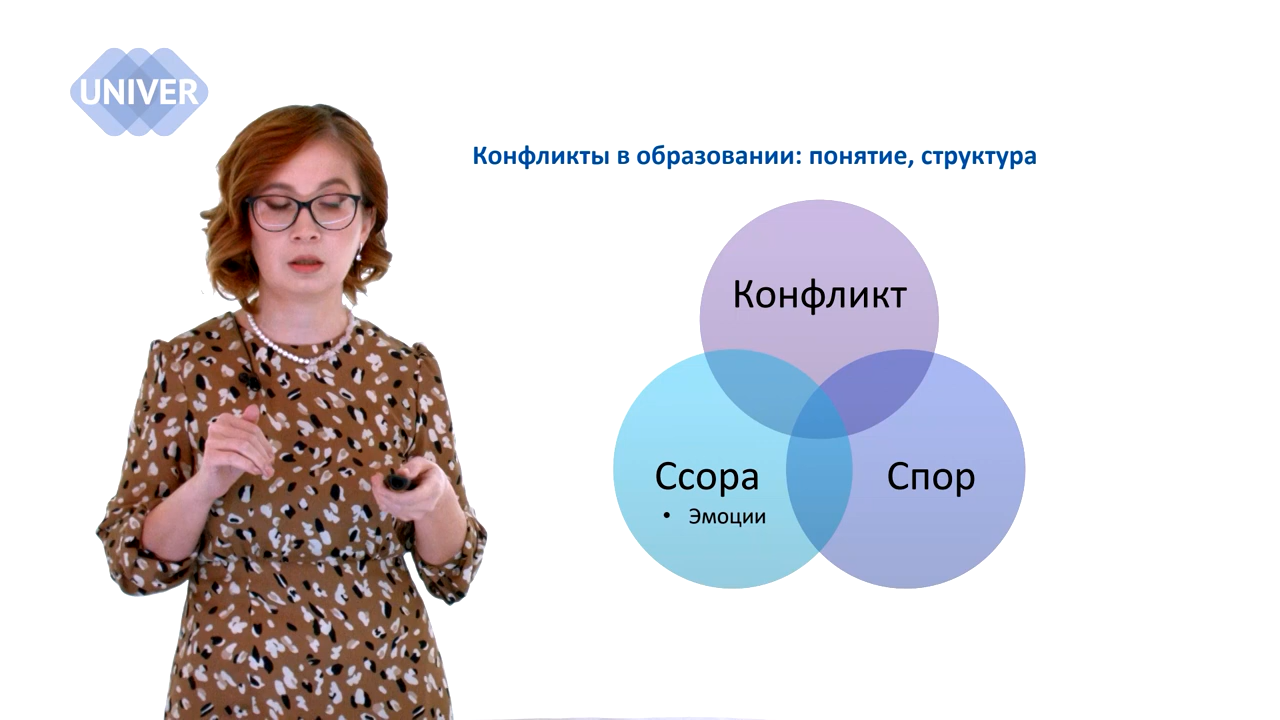 UNIVER
Конфликты в образовании: понятие, структура
Конфликт
Ссора
• Эмоции
Спор